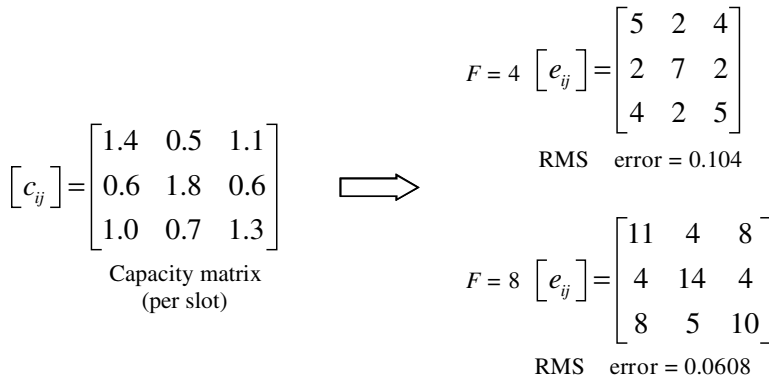 [c_ij] = [1.4 0.5 1.1
0.6 1.8 0.6
1.0 0.7 1.3]
Capacity matrix
(per slot)
F = 4 [e_ij] = [5 2 4
2 7 2
4 2 5]
RMS error = 0.104
F = 8 [e_ij] = [11 4 8
4 14 4
8 5 10]
RMS error = 0.0608